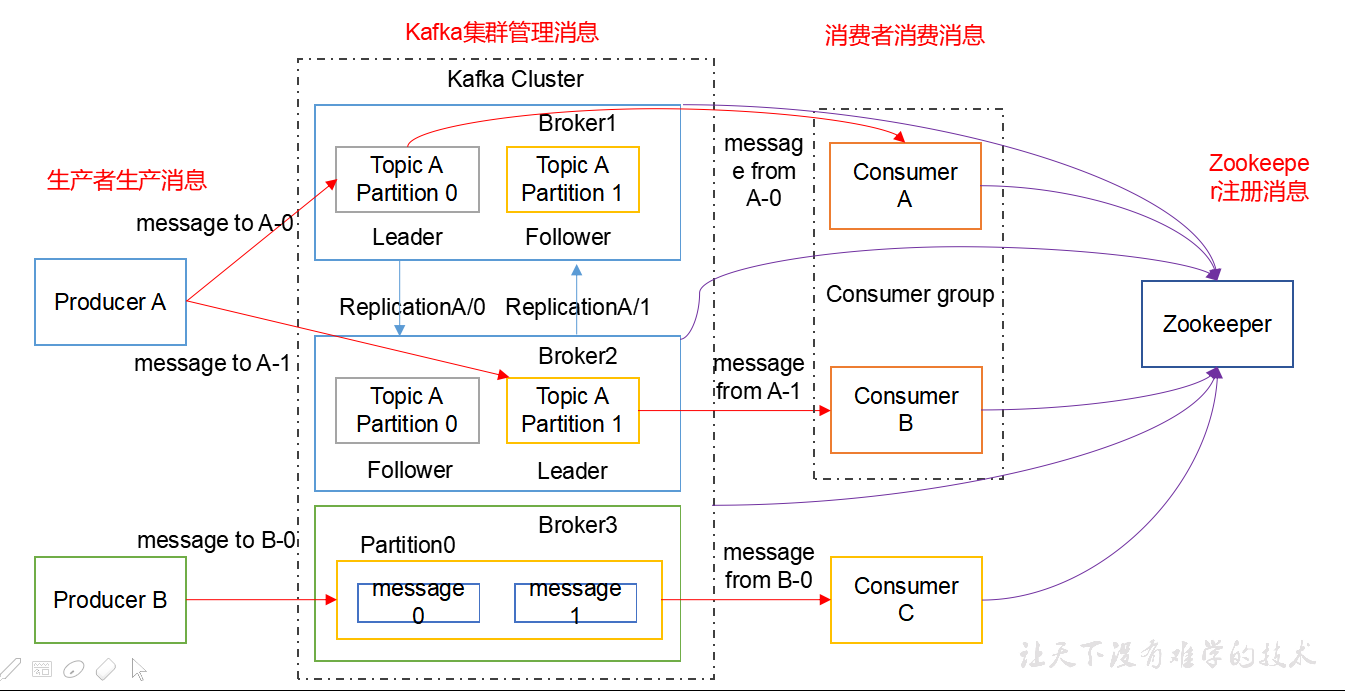 Kafka集群管理消息
消费者消费消息
Kafka Cluster
Broker1
Topic A
Partition 0
Topic A
Partition 1
Leader
Follower
messag
e from
A-0
Consumer
A
Zookeepe
r注册消息
生产者生产消息
message to A-0
Producer A
ReplicationA/0
ReplicationA/1
Consumer group
Zookeeper
message to A-1
Broker2
Topic A
Partition 0
Topic A
Partition 1
Follower
Leader
message
from A-1
Consumer
B
message to B-0
Broker3
Partition0
message
0
message
1
Producer B
message
from B-0
Consumer
C
让天下没有难学的技术